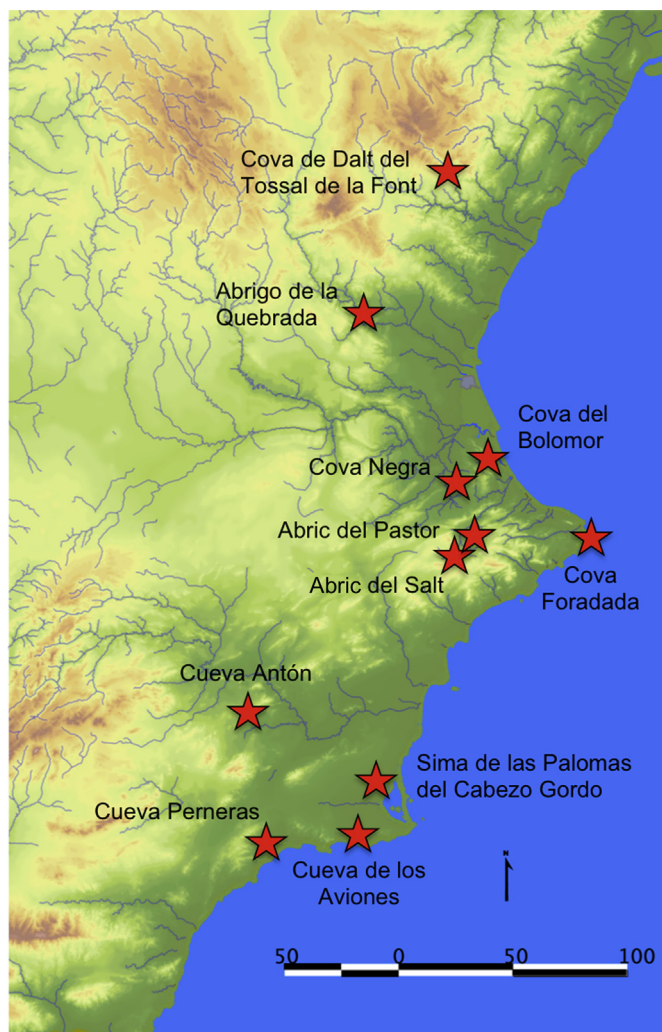 Cova de Dalt del
Tossal de la Font
Abrigo de la
Quebrada
Cova del
Bolomor
Cova Negra
Abric del Pastor
Abric del Salt
Cova
Foradada
Cueva Antón
Sima de las Palomas
del Cabezo Gordo
Cueva Perneras
Cueva de los
Aviones
N
50 0 50 100